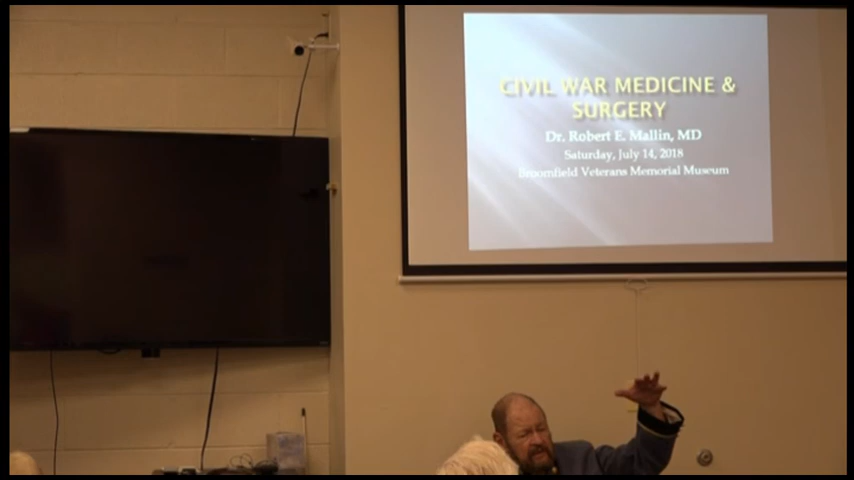 CIVIL WAR MEDICINE &
SURGERY
Dr. Robert E. Mallin, MD
Saturday, July 14, 2018
Broomfield Veterans Memorial Museum